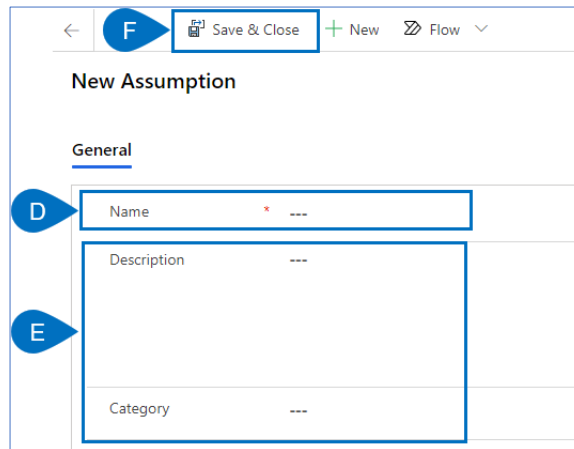 F Save & Close New Flow
New Assumption
General
D Name * ---
Description ---
E
Category ---